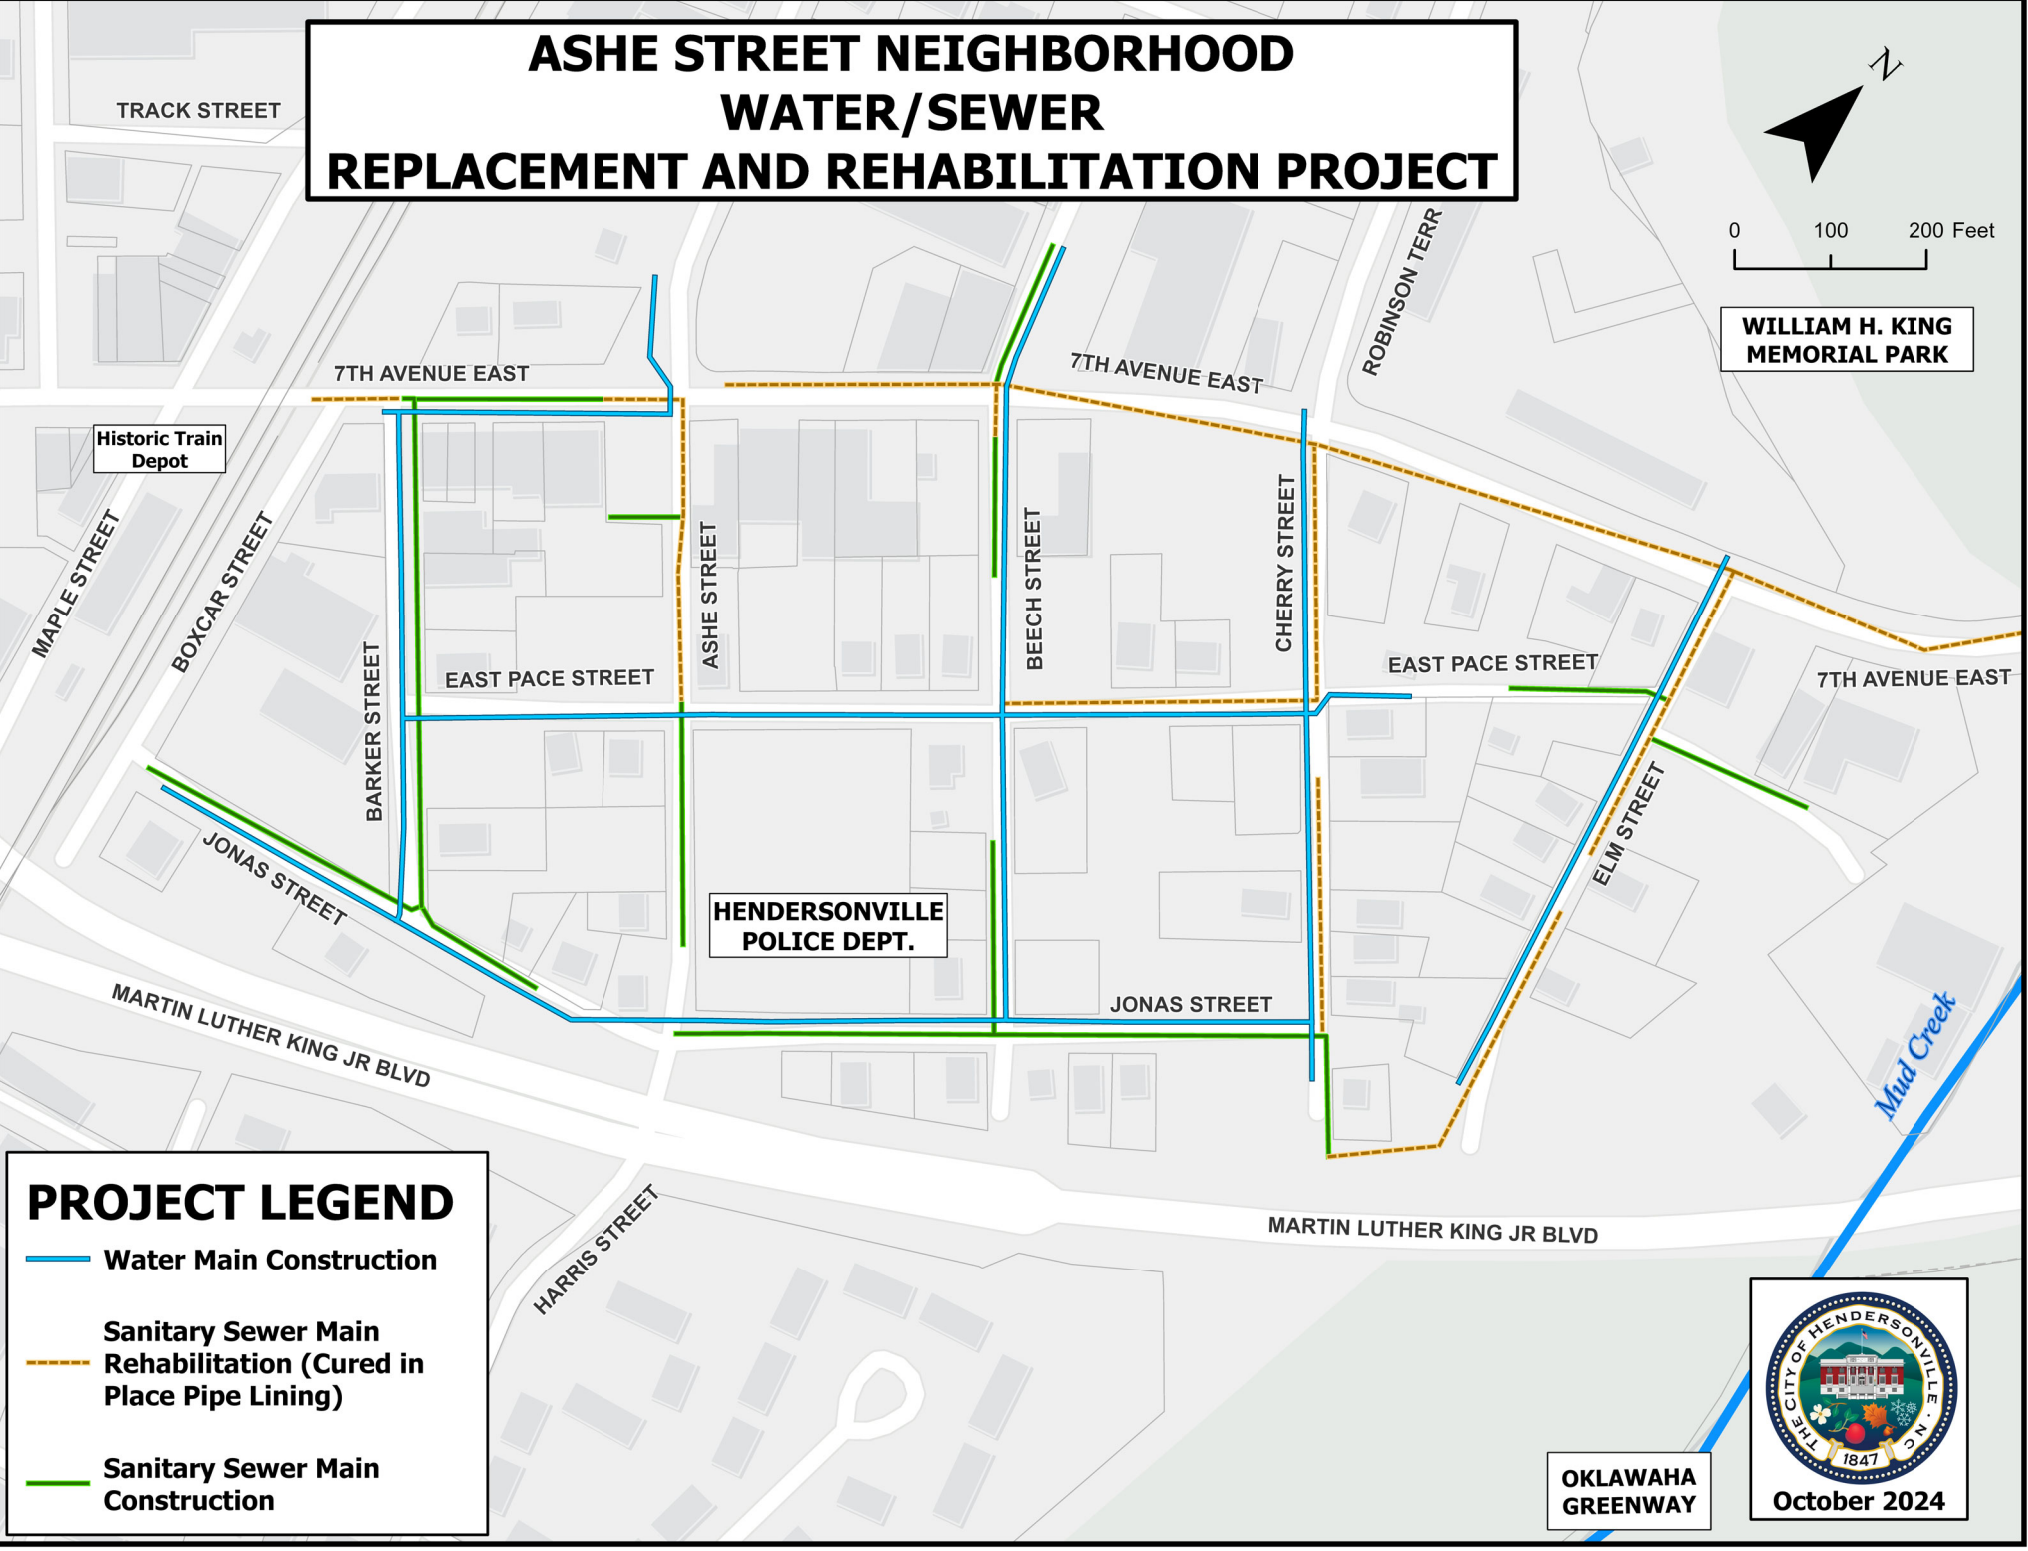 ASHE STREET NEIGHBORHOOD
WATER/SEWER
REPLACEMENT AND REHABILITATION PROJECT
N
0 100 200 Feet
WILLIAM H. KING
MEMORIAL PARK
TRACK STREET
ROBINSON TERR
7TH AVENUE EAST
7TH AVENUE EAST
Historic Train
Depot
MAPLE STREET
BOXCAR STREET
BARKER STREET
ASHE STREET
BEECH STREET
CHERRY STREET
EAST PACE STREET
EAST PACE STREET
7TH AVENUE EAST
ELM STREET
JONAS STREET
HENDERSONVILLE
POLICE DEPT.
JONAS STREET
MARTIN LUTHER KING JR BLVD
Mud Creek
HARRIS STREET
MARTIN LUTHER KING JR BLVD
PROJECT LEGEND
Water Main Construction
Sanitary Sewer Main
Rehabilitation (Cured in
Place Pipe Lining)
Sanitary Sewer Main
Construction
OKLAWAHA
GREENWAY
THE CITY OF HENDERSONVILLE · NC
1847
October 2024